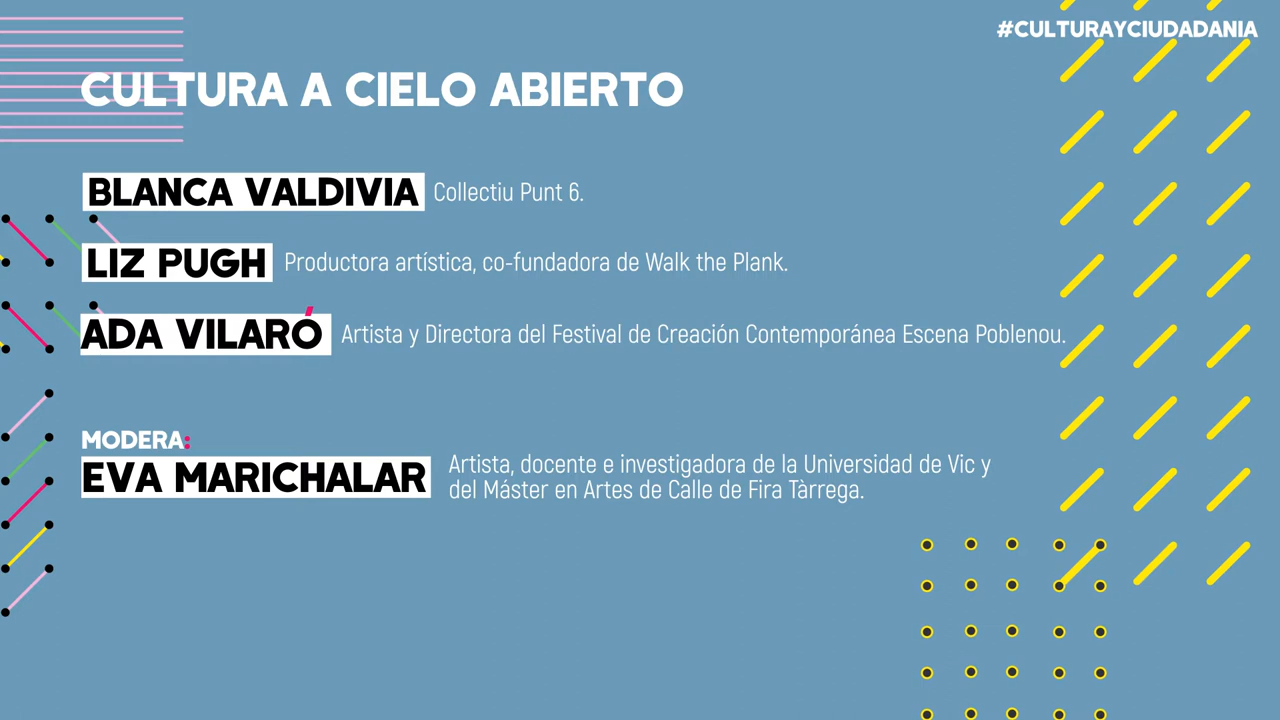 #CULTURAYCIUDADANIA
CULTURA A CIELO ABIERTO
BLANCA VALDIVIA Collectiu Punt 6.
LIZ PUGH Productora artística, co-fundadora de Walk the Plank.
ADA VILARÓ Artista y Directora del Festival de Creación Contemporánea Escena Poblenou.
MODERA:
EVA MARICHALAR Artista, docente e investigadora de la Universidad de Vic y
del Máster en Artes de Calle de Fira Tàrrega.